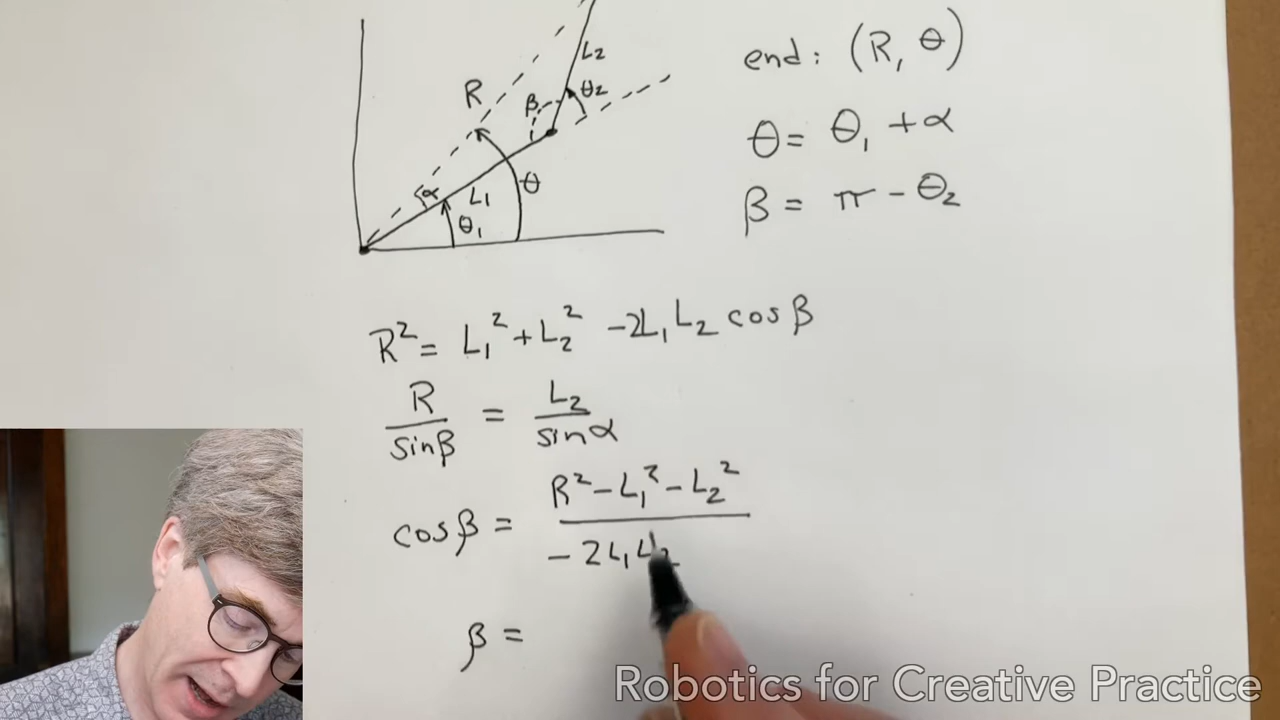 L₂
R
β
θ₂
α
L₁
θ₁
θ
end: (R, θ)
θ = θ₁ + α
β = π - θ₂
R² = L₁² + L₂² - 2L₁L₂ cos β
R / sin β = L₂ / sin α
cos β = R² - L₁² - L₂² / - 2L₁L₂
β =
Robotics for Creative Practice